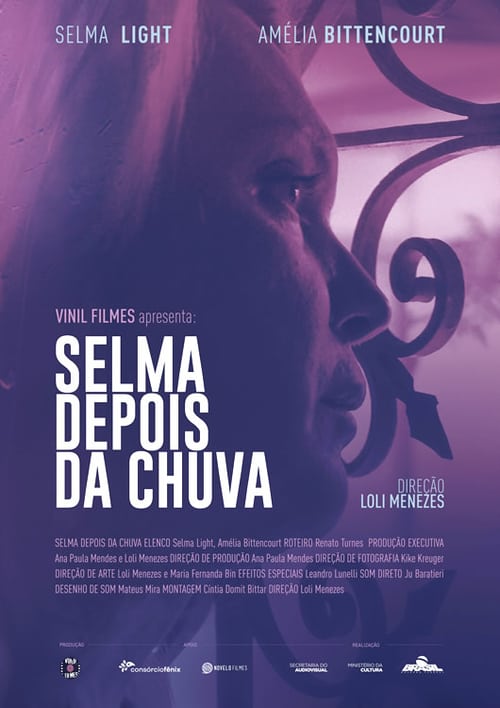 SELMA LIGHT AMÉLIA BITTENCOURT
VINIL FILMES apresenta:
SELMA
DEPOIS
DA CHUVA
DIREÇÃO
LOLI MENEZES
SELMA DEPOIS DA CHUVA ELENCO Selma Light, Amélia Bittencourt ROTEIRO Renato Turnes PRODUÇÃO EXECUTIVA
Ana Paula Mendes e Loli Menezes DIREÇÃO DE PRODUÇÃO Ana Paula Mendes DIREÇÃO DE FOTOGRAFIA Kike Kreuger
DIREÇÃO DE ARTE Loli Menezes e Maria Fernanda Bin EFEITOS ESPECIAIS Leandro Lunelli SOM DIRETO Ju Baratieri
DESENHO DE SOM Mateus Mira MONTAGEM Cíntia Domit Bittar DIREÇÃO Loli Menezes
PRODUÇÃO APOIO REALIZAÇÃO
consórciofênix NOVELO FILMES SECRETARIA DO
AUDIOVISUAL MINISTÉRIO DA
CULTURA BRASIL